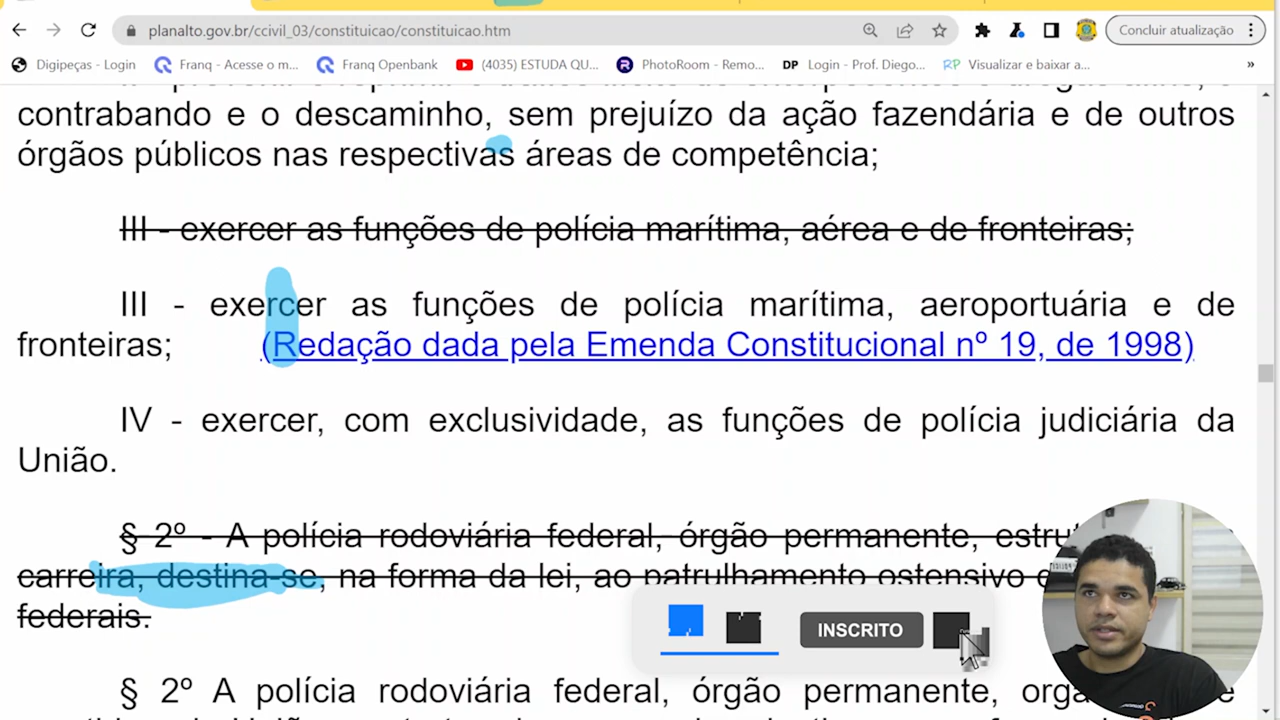 planalto.gov.br/ccivil_03/constituicao/constituicao.htm
Concluir atualização
Digipeças - Login
Franq - Acesse o m...
Franq Openbank
(4035) ESTUDA QU...
PhotoRoom - Remo...
DP Login - Prof. Diego...
RP Visualizar e baixar a...
»
contrabando e o descaminho, sem prejuízo da ação fazendária e de outros
órgãos públicos nas respectivas áreas de competência;
III - exercer as funções de polícia marítima, aérea e de fronteiras;
III - exercer as funções de polícia marítima, aeroportuária e de
fronteiras; (Redação dada pela Emenda Constitucional nº 19, de 1998)
IV - exercer, com exclusividade, as funções de polícia judiciária da
União.
§ 2º - A polícia rodoviária federal, órgão permanente,
carreira, destina-se, na forma da lei, ao patrulhamento ostensivo
federais.
INSCRITO
§ 2º A polícia rodoviária federal, órgão permanente,